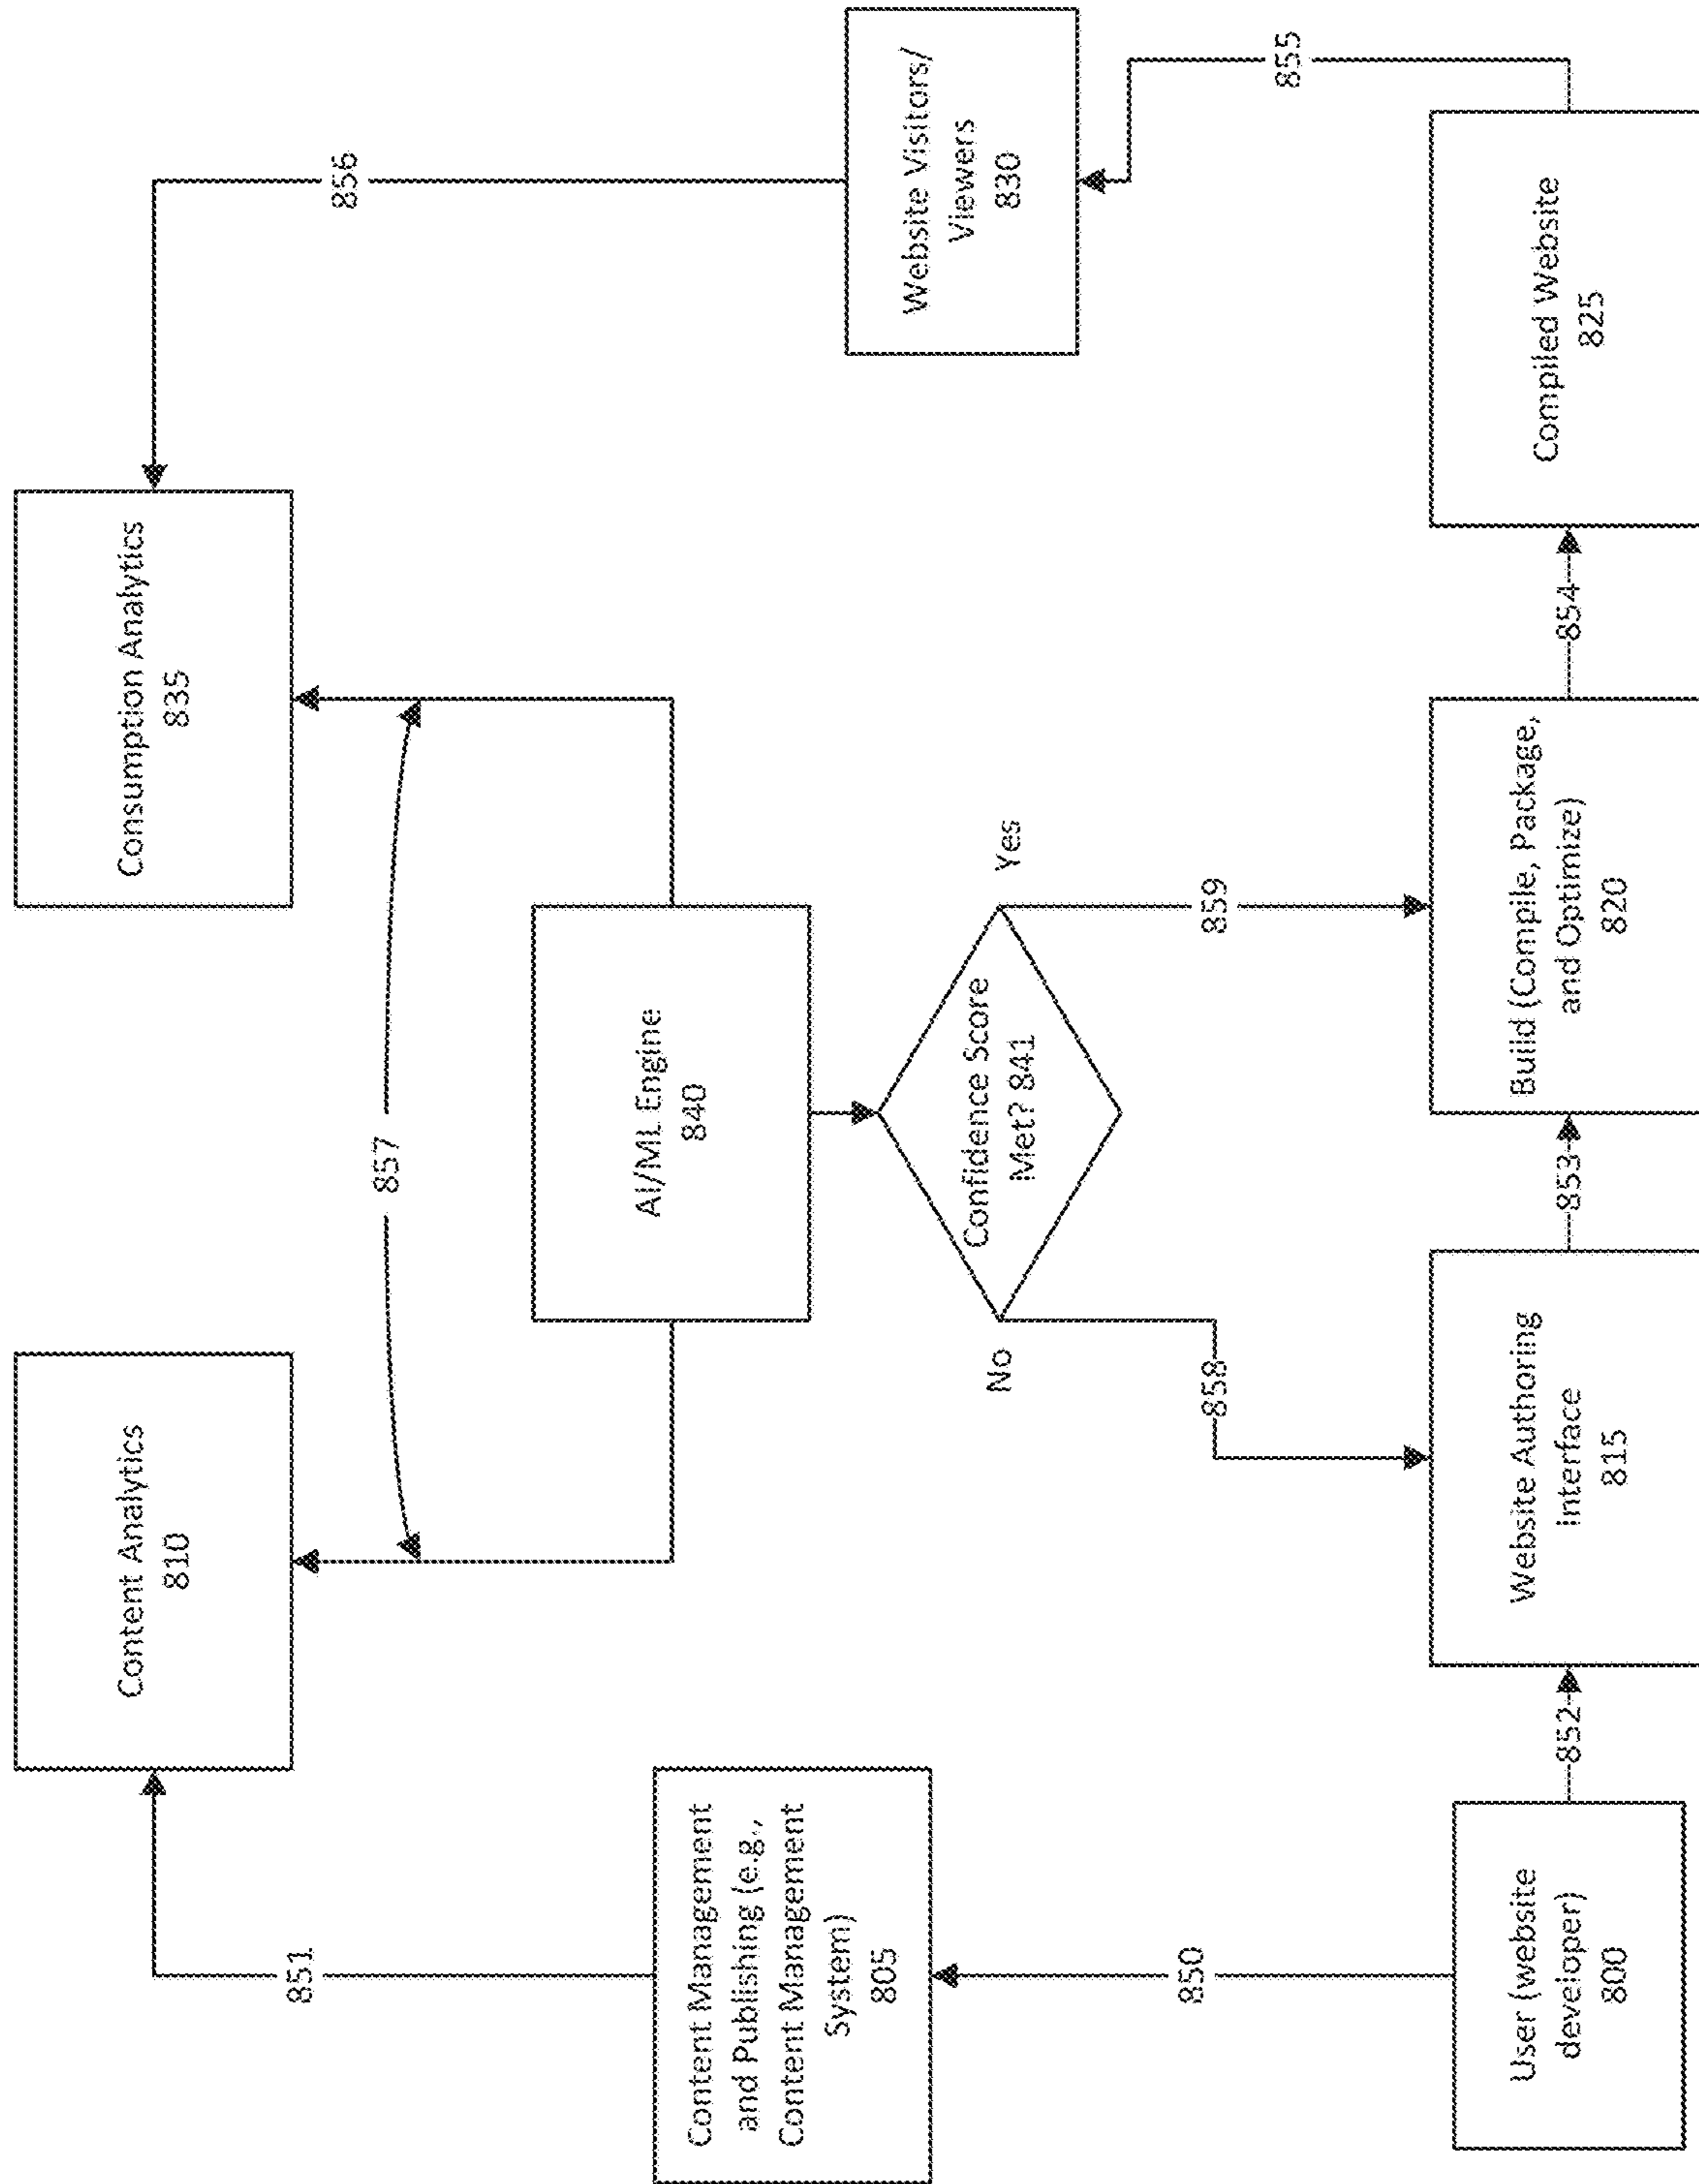 Content Analytics
810
Consumption Analytics
835
851
857
856
AI/ML Engine
840
Content Management
and Publishing (e.g.,
Content Management
System)
805
Website Visitors/
Viewers
830
No
Confidence Score
Met? 841
Yes
850
858
859
855
User (website
developer)
800
852
Website Authoring
Interface
815
853
Build (Compile, Package,
and Optimize)
820
854
Compiled Website
825